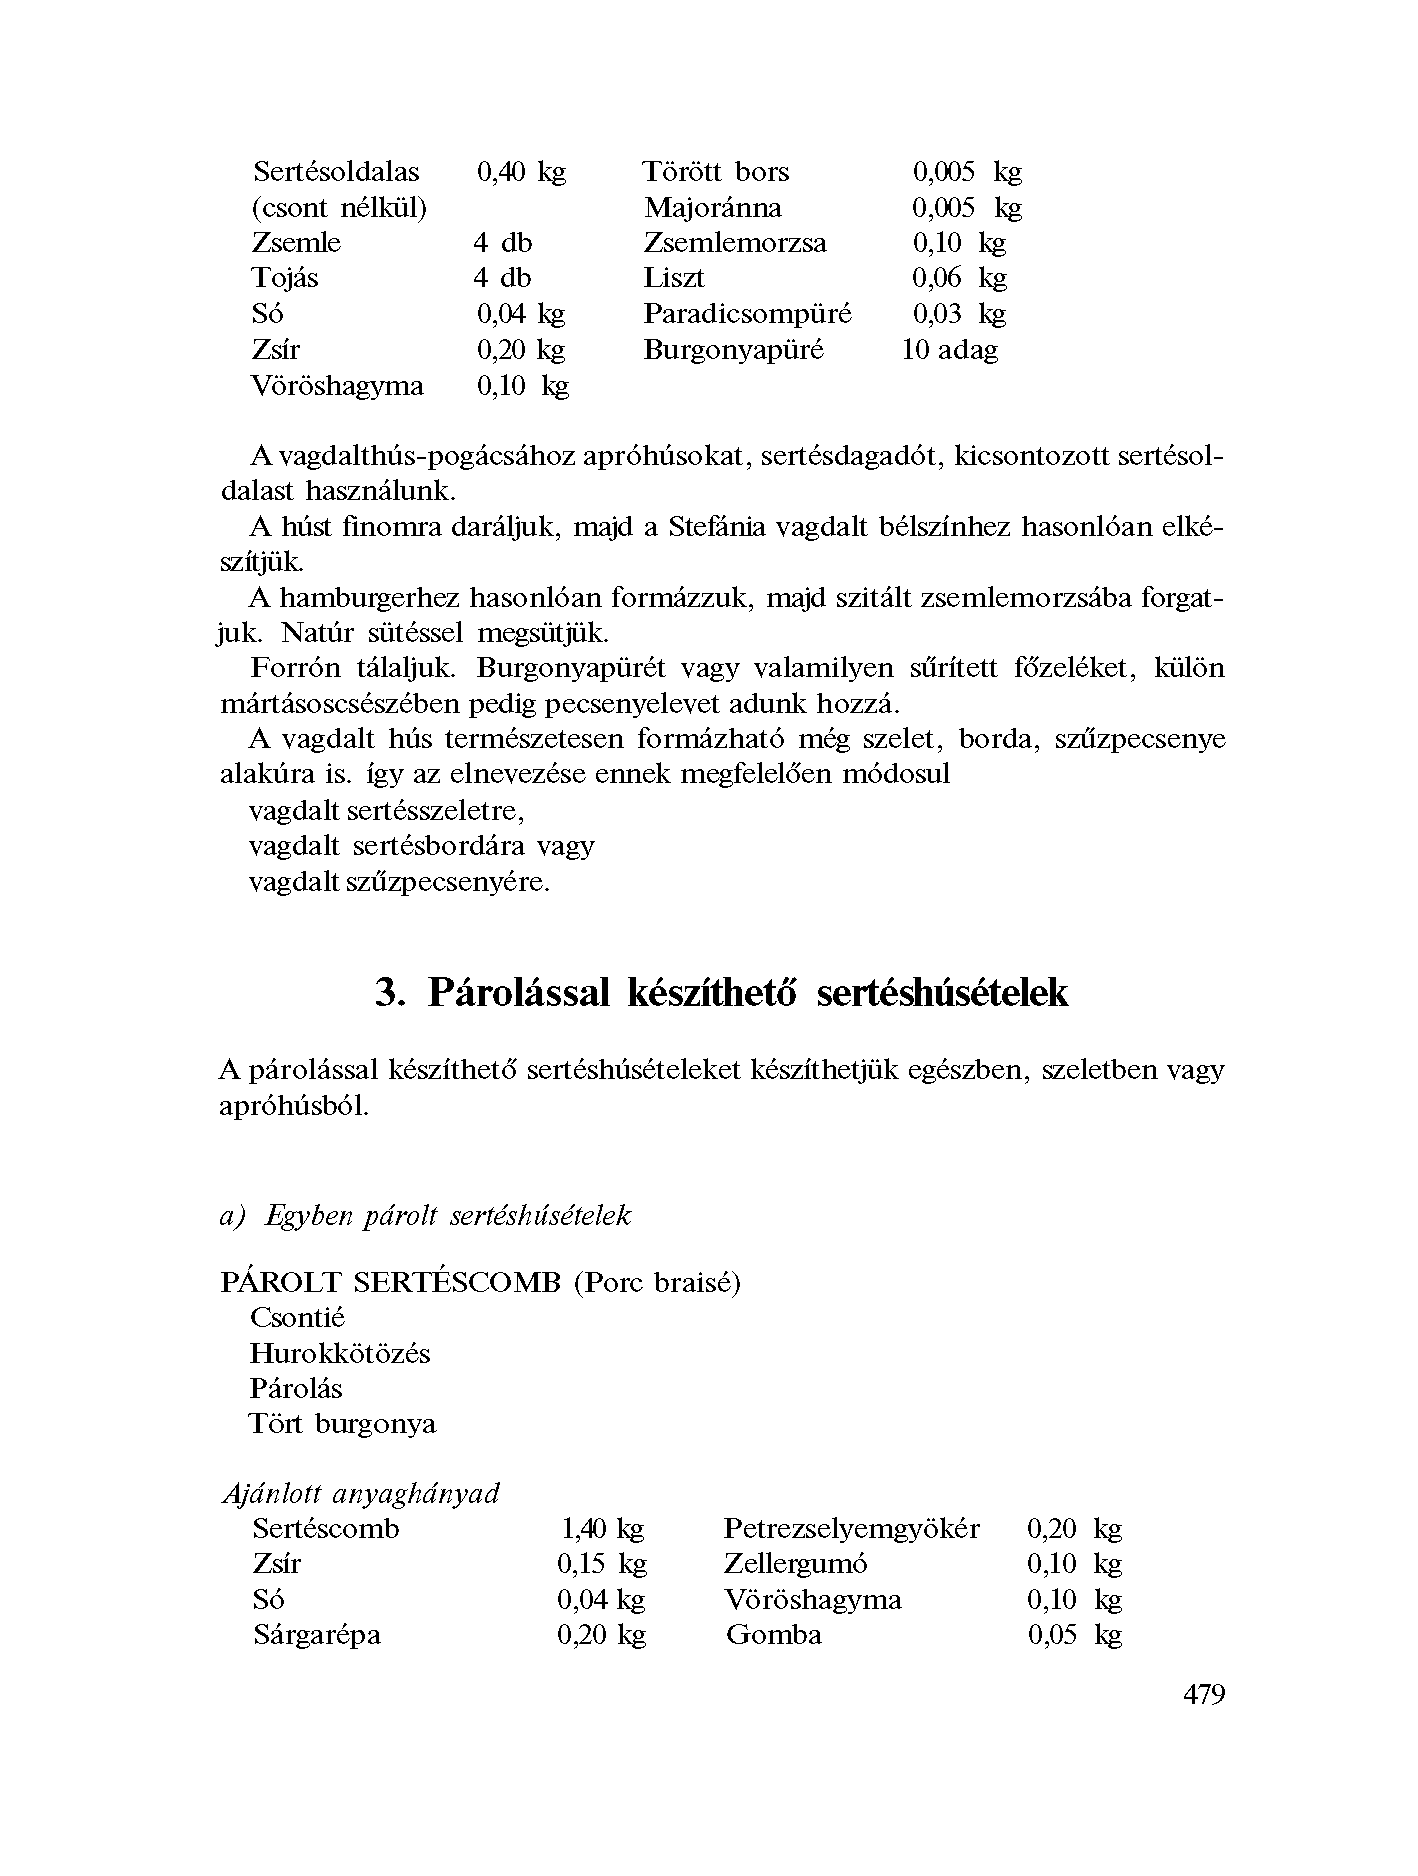 Sertésoldalas 0,40 kg Törött bors 0,005 kg
(csont nélkül) Majoránna 0,005 kg
Zsemle 4 db Zsemlemorzsa 0,10 kg
Tojás 4 db Liszt 0,06 kg
Só 0,04 kg Paradicsompüré 0,03 kg
Zsír 0,20 kg Burgonyapüré 10 adag
Vöröshagyma 0,10 kg
A vagdalthús-pogácsához apróhúsokat, sertésdagadót, kicsontozott sertésol-
dalast használunk.
A húst finomra daráljuk, majd a Stefánia vagdalt bélszínhez hasonlóan elké-
szítjük.
A hamburgerhez hasonlóan formázzuk, majd szitált zsemlemorzsába forgat-
juk. Natúr sütéssel megsütjük.
Forrón tálaljuk. Burgonyapürét vagy valamilyen sűrített főzeléket, külön
mártásoscsészében pedig pecsenyelevet adunk hozzá.
A vagdalt hús természetesen formázható még szelet, borda, szűzpecsenye
alakúra is. így az elnevezése ennek megfelelően módosul
vagdalt sertésszeletre,
vagdalt sertésbordára vagy
vagdalt szűzpecsenyére.
3. Párolással készíthető sertéshúsételek
A párolással készíthető sertéshúsételeket készíthetjük egészben, szeletben vagy
apróhúsból.
a) Egyben párolt sertéshúsételek
PÁROLT SERTÉSCOMB (Porc braisé)
Csontié
Hurokkötözés
Párolás
Tört burgonya
Ajánlott anyaghányad
Sertéscomb 1,40 kg Petrezselyemgyökér 0,20 kg
Zsír 0,15 kg Zellergumó 0,10 kg
Só 0,04 kg Vöröshagyma 0,10 kg
Sárgarépa 0,20 kg Gomba 0,05 kg
479